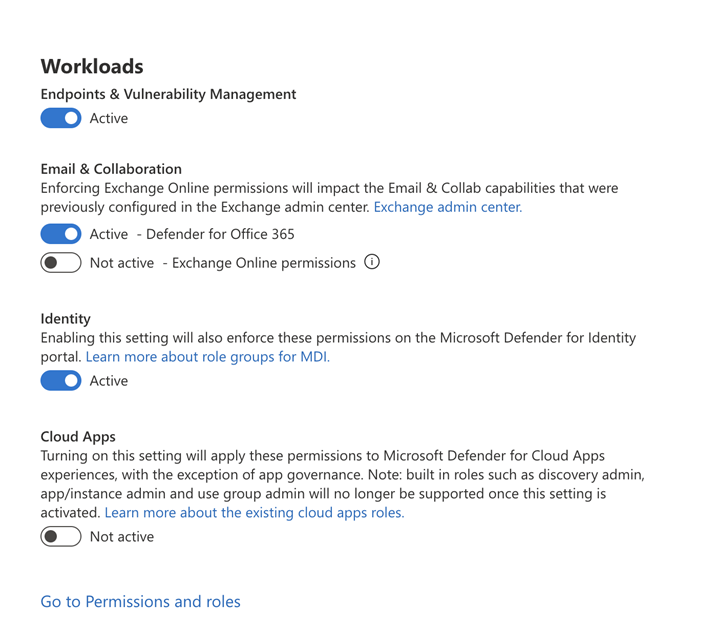 Workloads
Endpoints & Vulnerability Management
Active
Email & Collaboration
Enforcing Exchange Online permissions will impact the Email & Collab capabilities that were
previously configured in the Exchange admin center. Exchange admin center.
Active - Defender for Office 365
Not active - Exchange Online permissions
Identity
Enabling this setting will also enforce these permissions on the Microsoft Defender for Identity
portal. Learn more about role groups for MDI.
Active
Cloud Apps
Turning on this setting will apply these permissions to Microsoft Defender for Cloud Apps
experiences, with the exception of app governance. Note: built in roles such as discovery admin,
app/instance admin and use group admin will no longer be supported once this setting is
activated. Learn more about the existing cloud apps roles.
Not active
Go to Permissions and roles